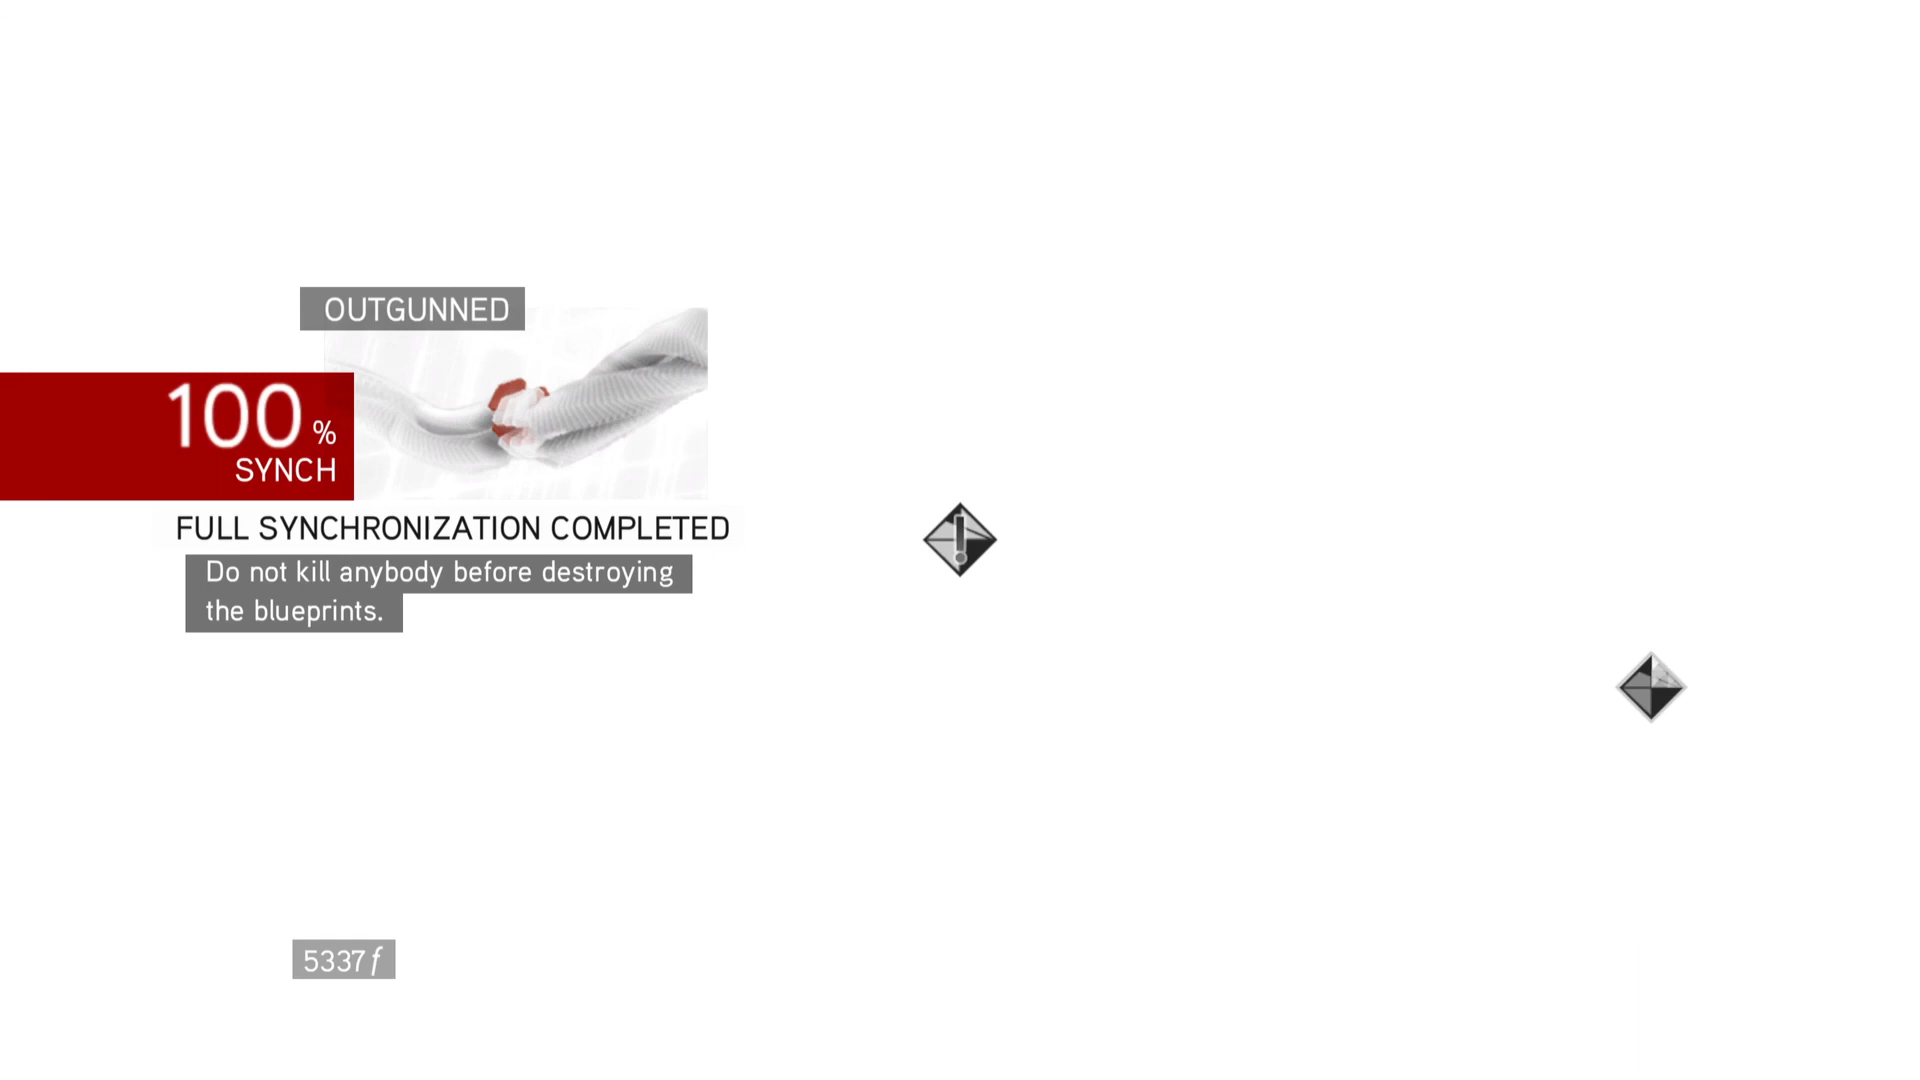 OUTGUNNED
100 %
SYNCH
FULL SYNCHRONIZATION COMPLETED
Do not kill anybody before destroying
the blueprints.
5337 ƒ